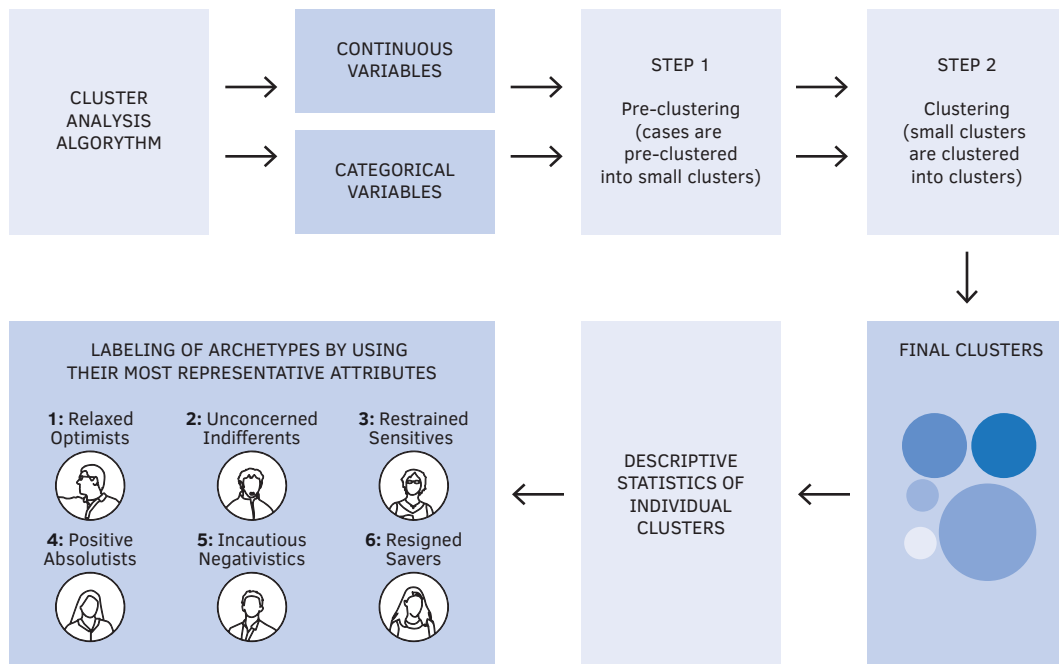 CLUSTER
ANALYSIS
ALGORYTHM
CONTINUOUS
VARIABLES
CATEGORICAL
VARIABLES
STEP 1
Pre-clustering
(cases are
pre-clustered
into small clusters)
STEP 2
Clustering
(small clusters
are clustered
into clusters)
LABELING OF ARCHETYPES BY USING
THEIR MOST REPRESENTATIVE ATTRIBUTES
1: Relaxed
Optimists
2: Unconcerned
Indifferents
3: Restrained
Sensitives
4: Positive
Absolutists
5: Incautious
Negativistics
6: Resigned
Savers
DESCRIPTIVE
STATISTICS OF
INDIVIDUAL
CLUSTERS
FINAL CLUSTERS